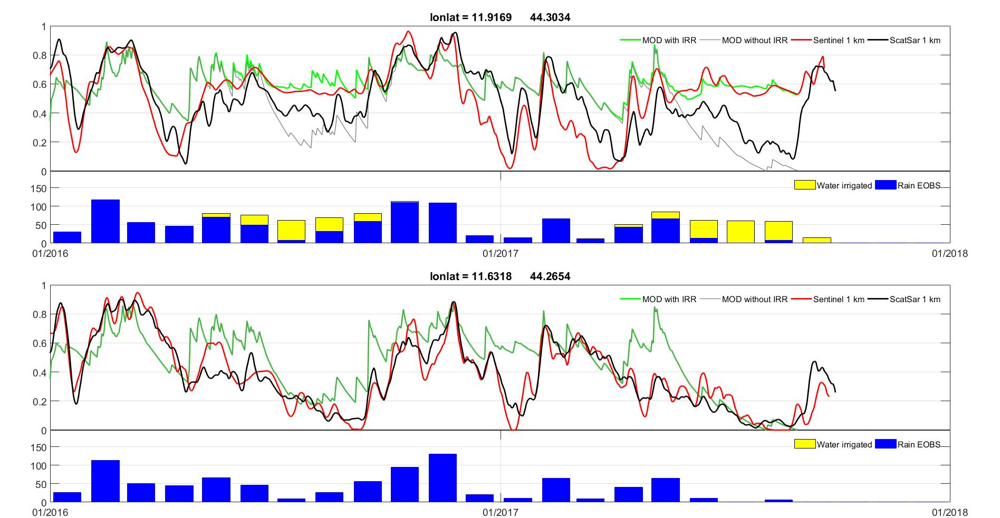 lonlat = 11.9169 44.3034
1
MOD with IRR MOD without IRR Sentinel 1 km ScatSar 1 km
0.8
0.6
0.4
0.2
0
150
Water irrigated Rain EOBS
100
50
0
01/2016 01/2017 01/2018
lonlat = 11.6318 44.2654
1
MOD with IRR MOD without IRR Sentinel 1 km ScatSar 1 km
0.8
0.6
0.4
0.2
0
150
Water irrigated Rain EOBS
100
50
0
01/2016 01/2017 01/2018